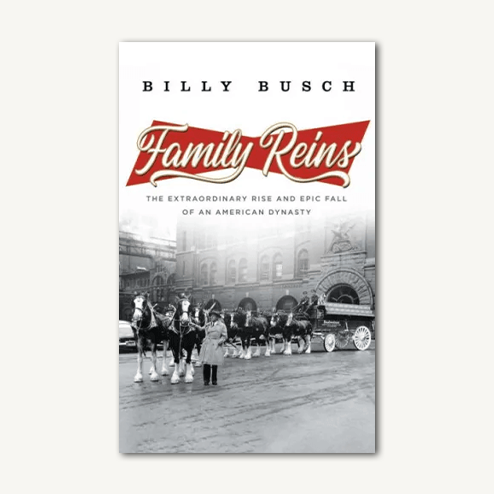 BILLY BUSCH
Family Reins
THE EXTRAORDINARY RISE AND EPIC FALL
OF AN AMERICAN DYNASTY